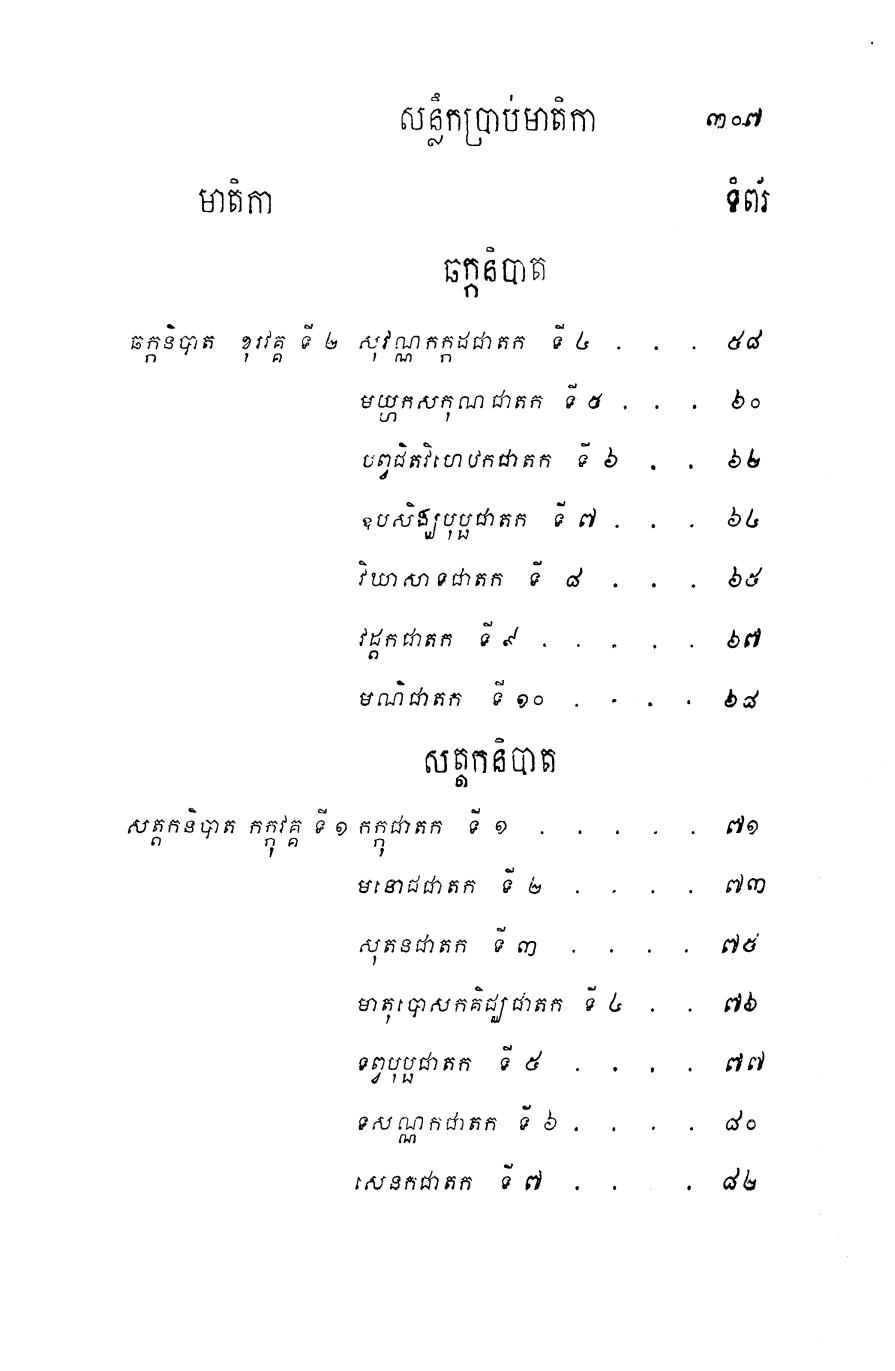 សន្លឹកប្រាប់មាតិកា ៣០៧
មាតិកា ទំព័រ
ឆក្កនិបាត
ឆក្កនិបាត ខុរវគ្គ ទី ២ សុវណ្ណកក្កដជាតក ទី ៤ . . . ៥៨
មយ្ហកសកុណជាតក ទី ៥ . . . ៦០
បព្វជិតវិហេឋកជាតក ទី ៦ . . ៦២
ឧបសិង្ឃបុប្ផជាតក ទី ៧ . . . ៦៤
វិឃាសាទជាតក ទី ៨ . . . ៦៥
វដ្តកជាតក ទី ៩ . . . . . ៦៧
មណិជាតក ទី ១០ . . . . ៦៨
សត្តកនិបាត
សត្តកនិបាត កក្កុវគ្គ ទី ១ កក្កុជាតក ទី ១ . . . . . ៧១
មនោជជាតក ទី ២ . . . . ៧៣
សុតនជាតក ទី ៣ . . . . ៧៥
មាតុបោសកគិជ្ឈជាតក ទី ៤ . . ៧៦
ទព្វបុប្ផជាតក ទី ៥ . . . . ៧៧
ទសណ្ណកជាតក ទី ៦ . . . . ៨០
សេនកជាតក ទី ៧ . . . ៨២